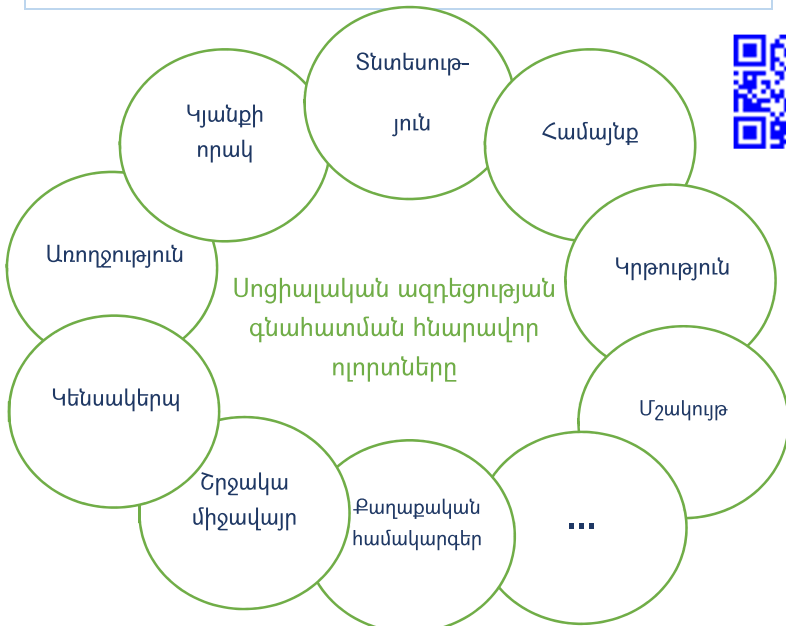 Տնտեսութ-
յուն
Համայնք
Կրթություն
Մշակույթ
...
Քաղաքական
համակարգեր
Շրջակա
միջավայր
Կենսակերպ
Առողջություն
Կյանքի
որակ
Սոցիալական ազդեցության
գնահատման հնարավոր
ոլորտները